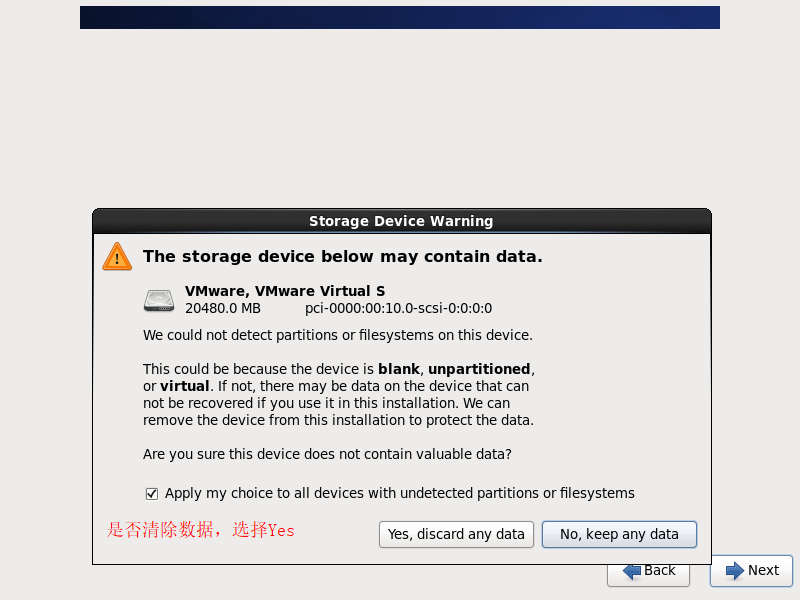 Storage Device Warning
The storage device below may contain data.
VMware, VMware Virtual S
20480.0 MB pci-0000:00:10.0-scsi-0:0:0:0
We could not detect partitions or filesystems on this device.
This could be because the device is blank, unpartitioned,
or virtual. If not, there may be data on the device that can
not be recovered if you use it in this installation. We can
remove the device from this installation to protect the data.
Are you sure this device does not contain valuable data?
Apply my choice to all devices with undetected partitions or filesystems
是否清除数据，选择Yes
Yes, discard any data
No, keep any data
Back
Next